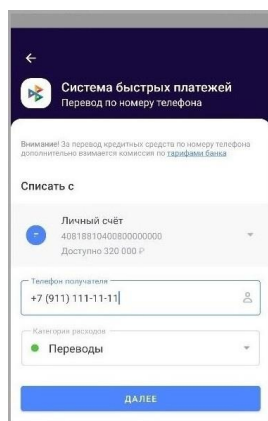 Система быстрых платежей
Перевод по номеру телефона
Внимание! За перевод кредитных средств по номеру телефона
дополнительно взимается комиссия по тарифами банка
Списать с
Личный счёт
40818810400800000000
Доступно 320 000 ₽
Телефон получателя
+7 (911) 111-11-11
Категория расходов
Переводы
ДАЛЕЕ